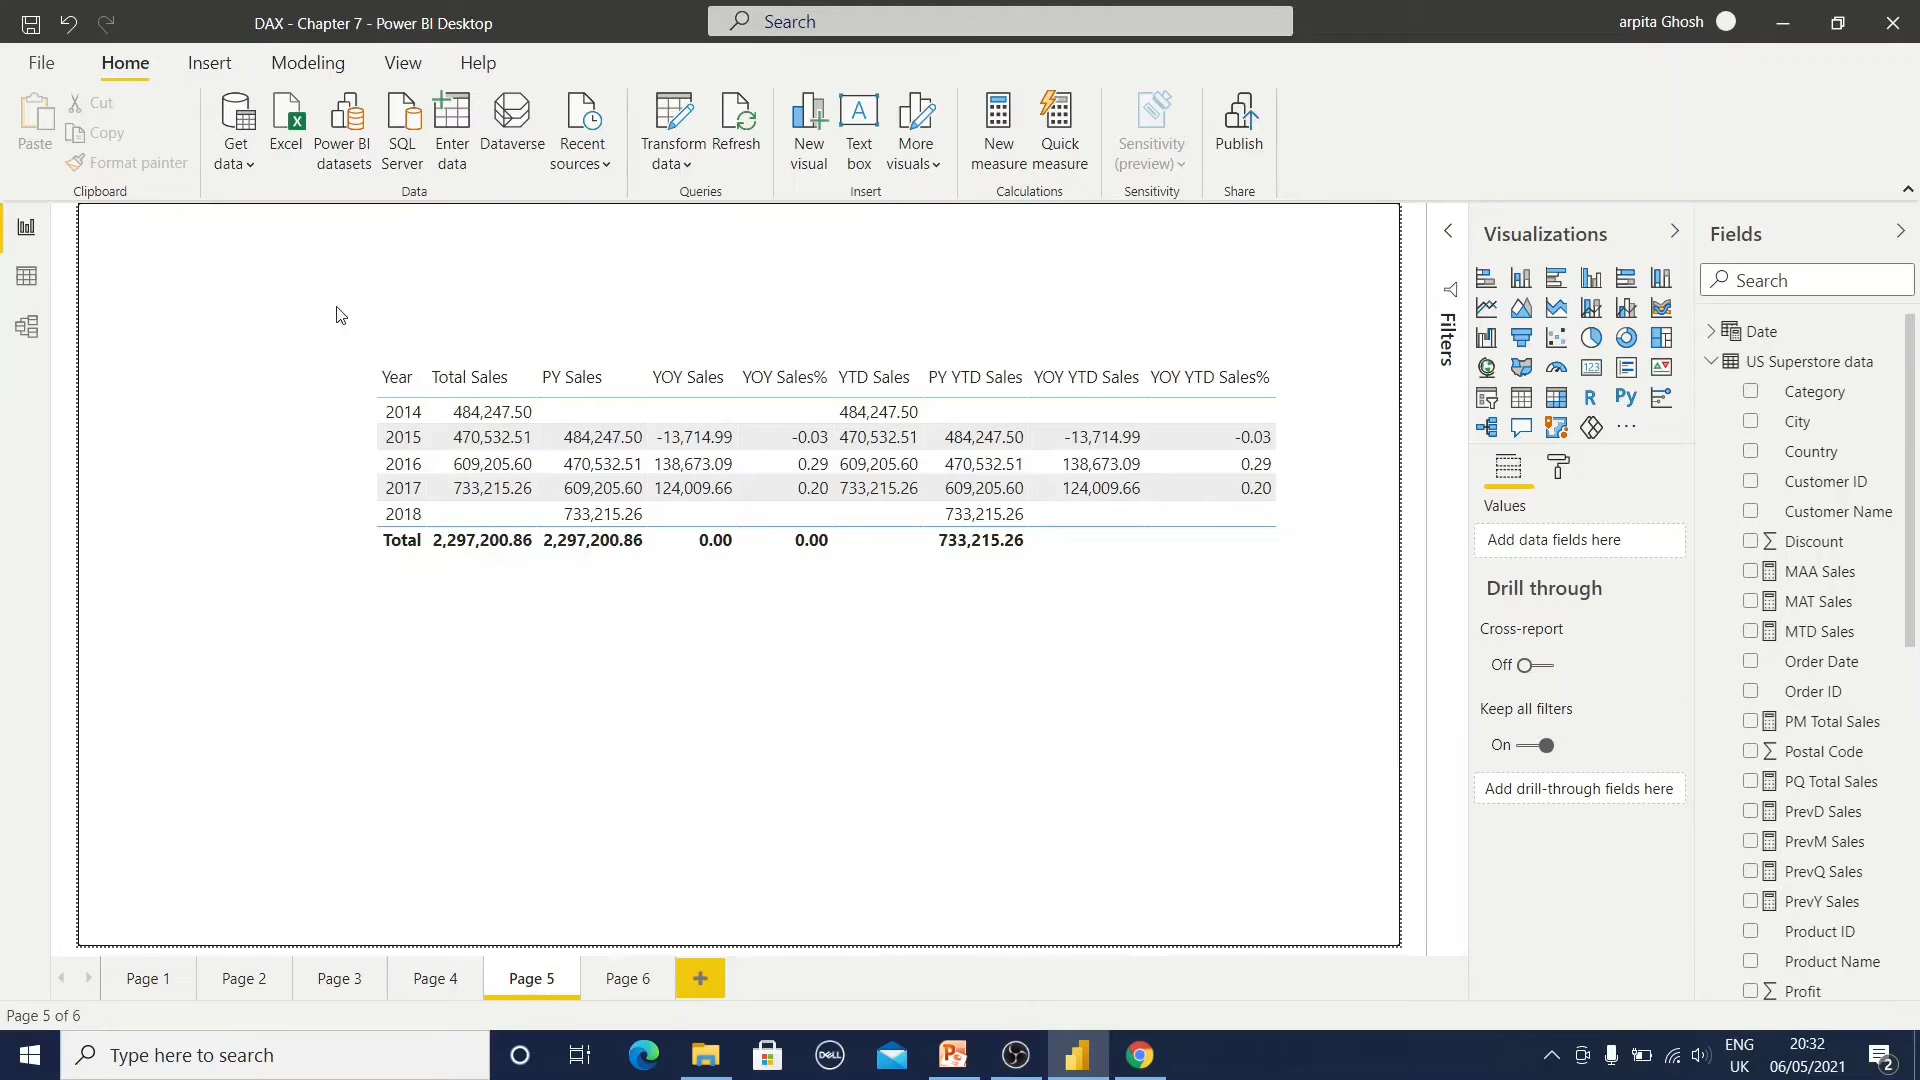 DAX - Chapter 7 - Power BI Desktop
Search
arpita Ghosh
File Home Insert Modeling View Help
Paste
Cut
Copy
Format painter
Clipboard
Get data
Excel
Power BI datasets
SQL Server
Enter data
Dataverse
Recent sources
Data
Transform data
Refresh
Queries
New visual
A
Text box
More visuals
Insert
New measure
Quick measure
Calculations
Sensitivity (preview)
Sensitivity
Publish
Share
Year Total Sales PY Sales YOY Sales YOY Sales% YTD Sales PY YTD Sales YOY YTD Sales YOY YTD Sales%
2014 484,247.50 484,247.50
2015 470,532.51 484,247.50 -13,714.99 -0.03 470,532.51 484,247.50 -13,714.99 -0.03
2016 609,205.60 470,532.51 138,673.09 0.29 609,205.60 470,532.51 138,673.09 0.29
2017 733,215.26 609,205.60 124,009.66 0.20 733,215.26 609,205.60 124,009.66 0.20
2018 733,215.26 733,215.26
Total 2,297,200.86 2,297,200.86 0.00 0.00 733,215.26
Filters
Visualizations
123
R
Py
Values
Add data fields here
Drill through
Cross-report
Off
Keep all filters
On
Add drill-through fields here
Fields
Search
Date
US Superstore data
Category
City
Country
Customer ID
Customer Name
Discount
MAA Sales
MAT Sales
MTD Sales
Order Date
Order ID
PM Total Sales
Postal Code
PQ Total Sales
PrevD Sales
PrevM Sales
PrevQ Sales
PrevY Sales
Product ID
Product Name
Profit
Page 1 Page 2 Page 3 Page 4 Page 5 Page 6
Page 5 of 6
Type here to search
DELL
ENG
UK
20:32
06/05/2021
2